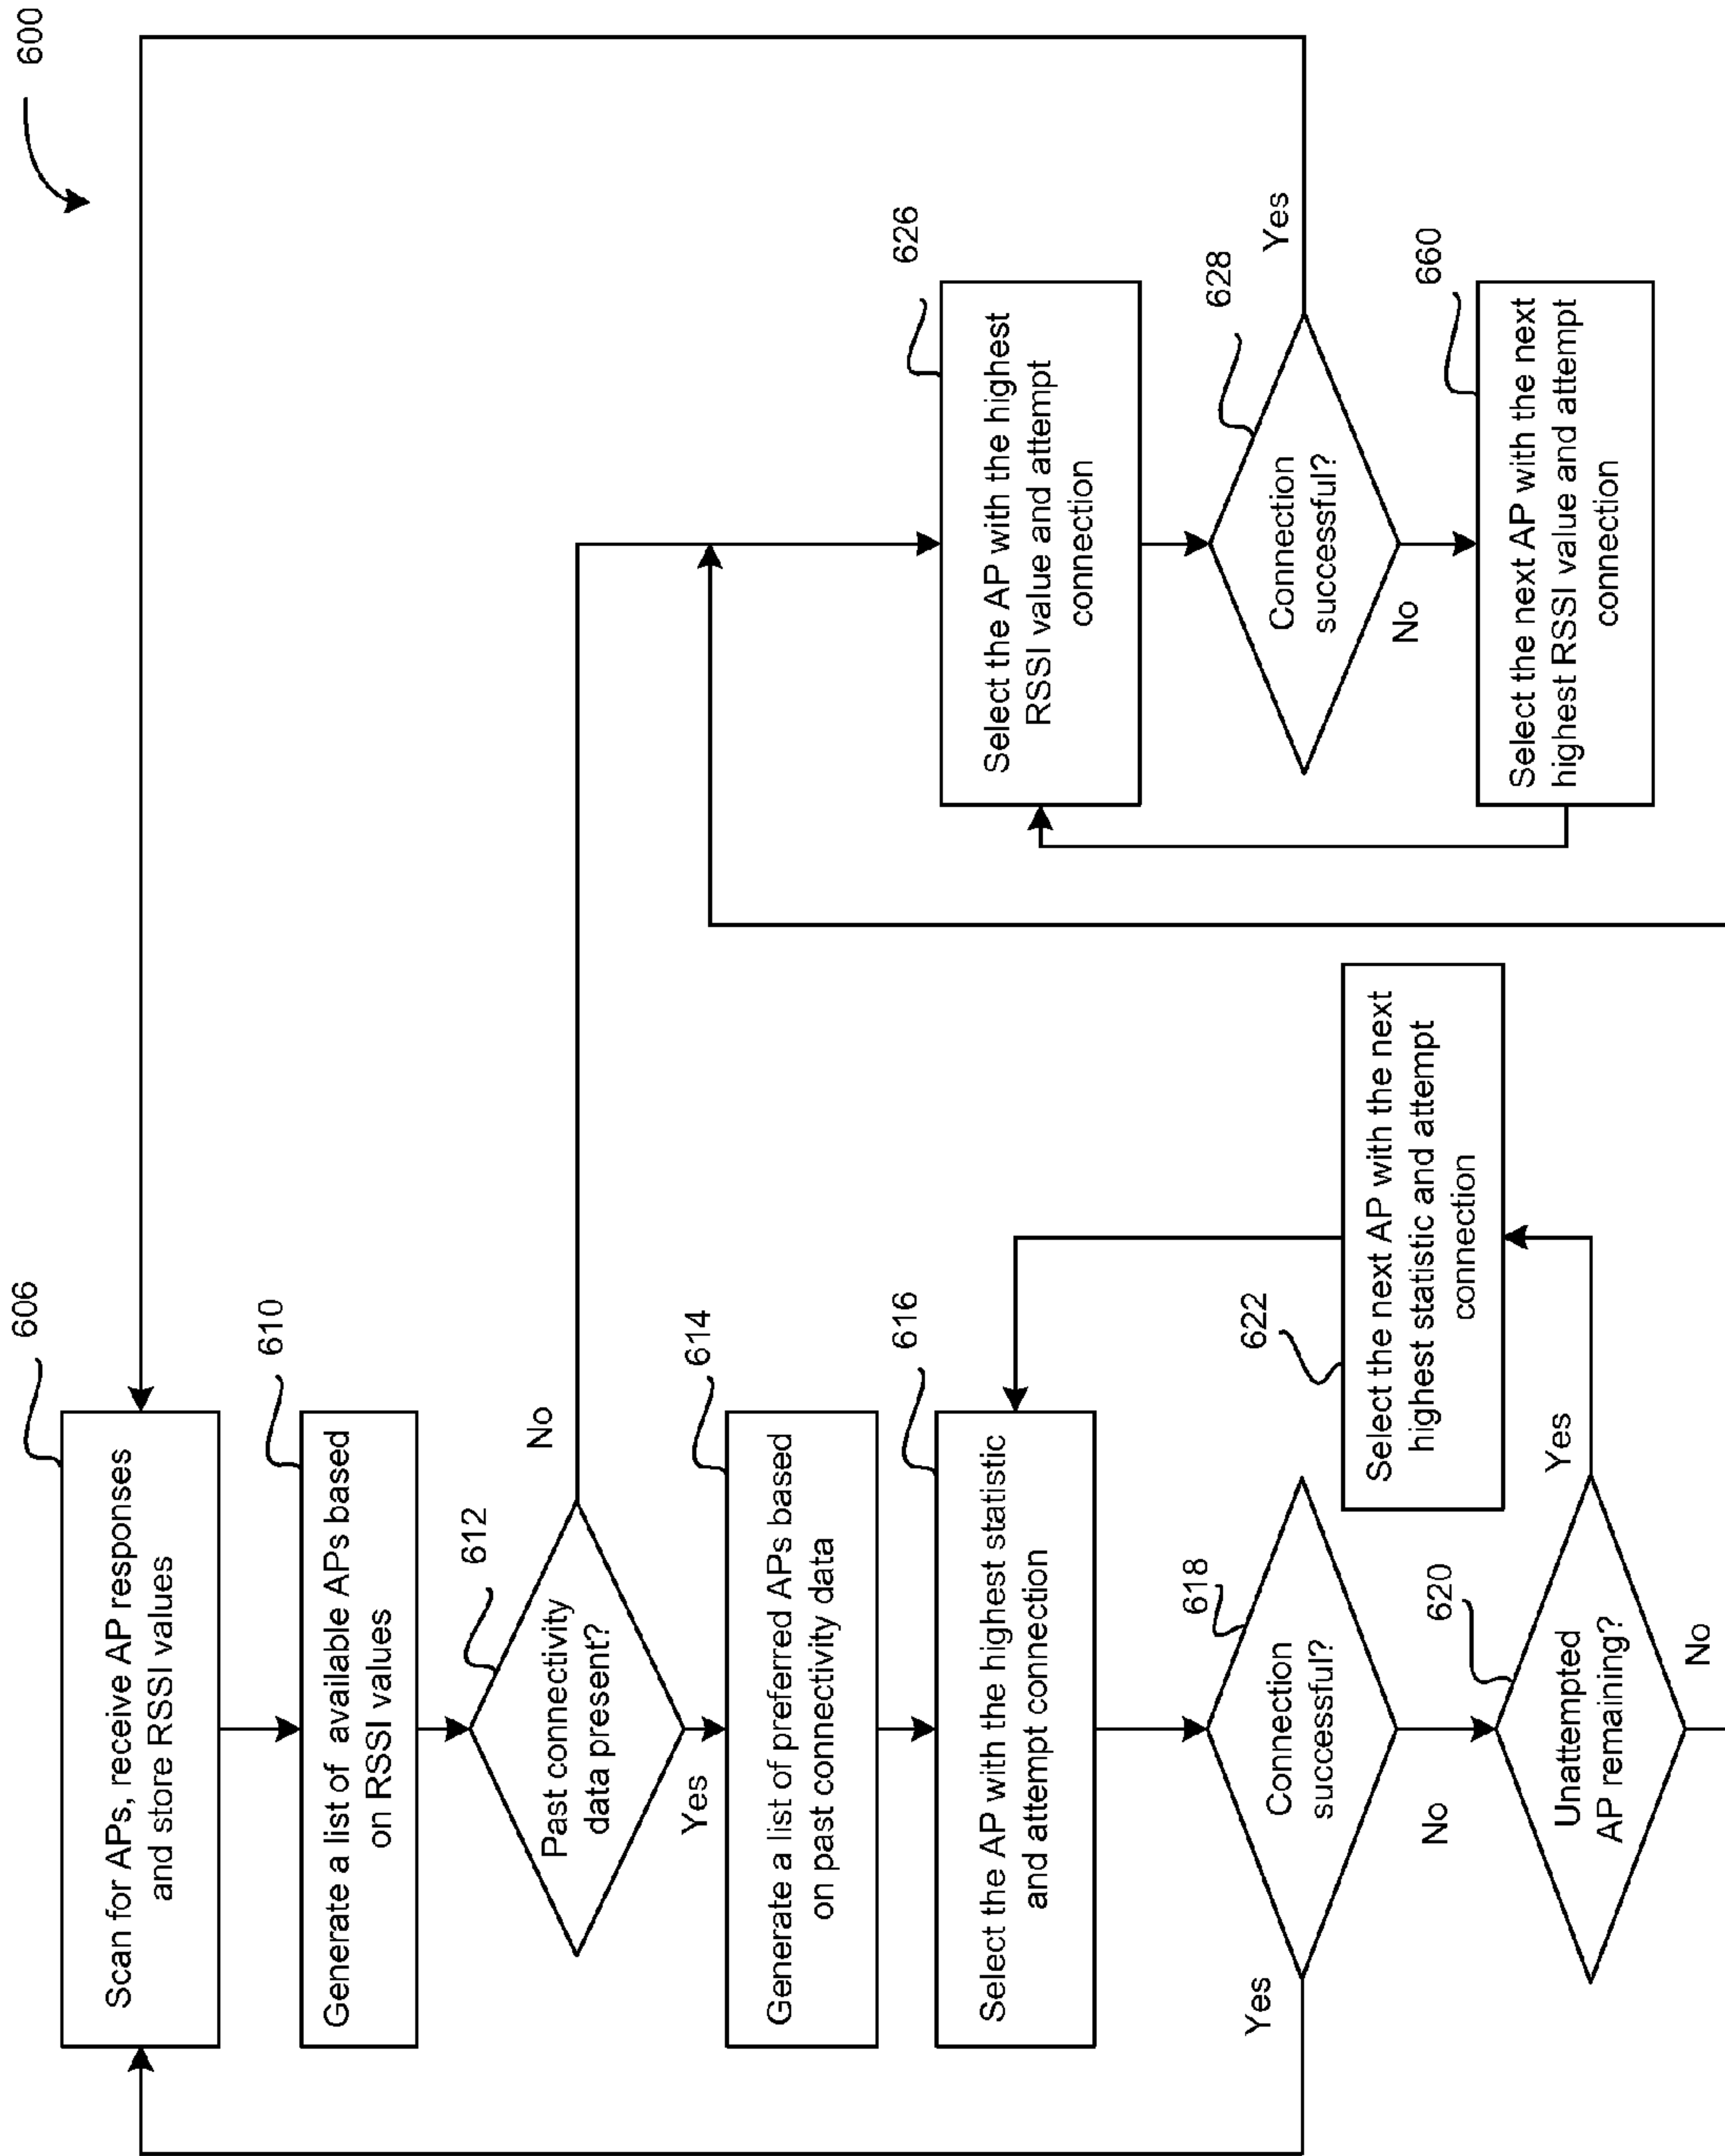 600
606
Scan for APs, receive AP responses
and store RSSI values
610
Generate a list of available APs based
on RSSI values
612
Past connectivity
data present?
No
Yes
614
Generate a list of preferred APs based
on past connectivity data
616
Select the AP with the highest statistic
and attempt connection
618
Connection
successful?
Yes
No
620
Unattempted
AP remaining?
Yes
No
622
Select the next AP with the next
highest statistic and attempt
connection
626
Select the AP with the highest
RSSI value and attempt
connection
628
Connection
successful?
Yes
No
660
Select the next AP with the next
highest RSSI value and attempt
connection